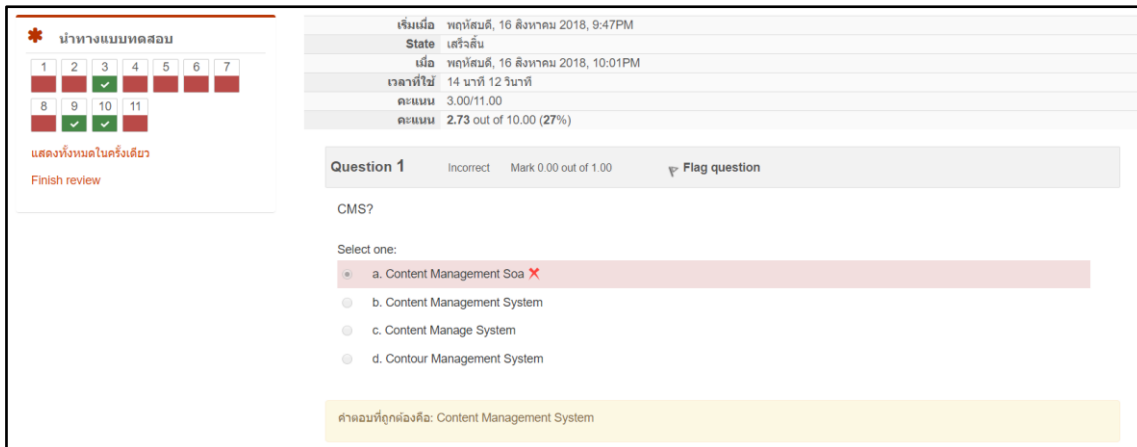 นำทางแบบทดสอบ
1 2 3 4 5 6 7
8 9 10 11
แสดงทั้งหมดในครั้งเดียว
Finish review
เริ่มเมื่อ พฤหัสบดี, 16 สิงหาคม 2018, 9:47PM
State เสร็จสิ้น
เมื่อ พฤหัสบดี, 16 สิงหาคม 2018, 10:01PM
เวลาที่ใช้ 14 นาที 12 วินาที
คะแนน 3.00/11.00
คะแนน 2.73 out of 10.00 (27%)
Question 1 Incorrect Mark 0.00 out of 1.00 Flag question
CMS?
Select one:
a. Content Management Soa
b. Content Management System
c. Content Manage System
d. Contour Management System
คำตอบที่ถูกต้องคือ: Content Management System